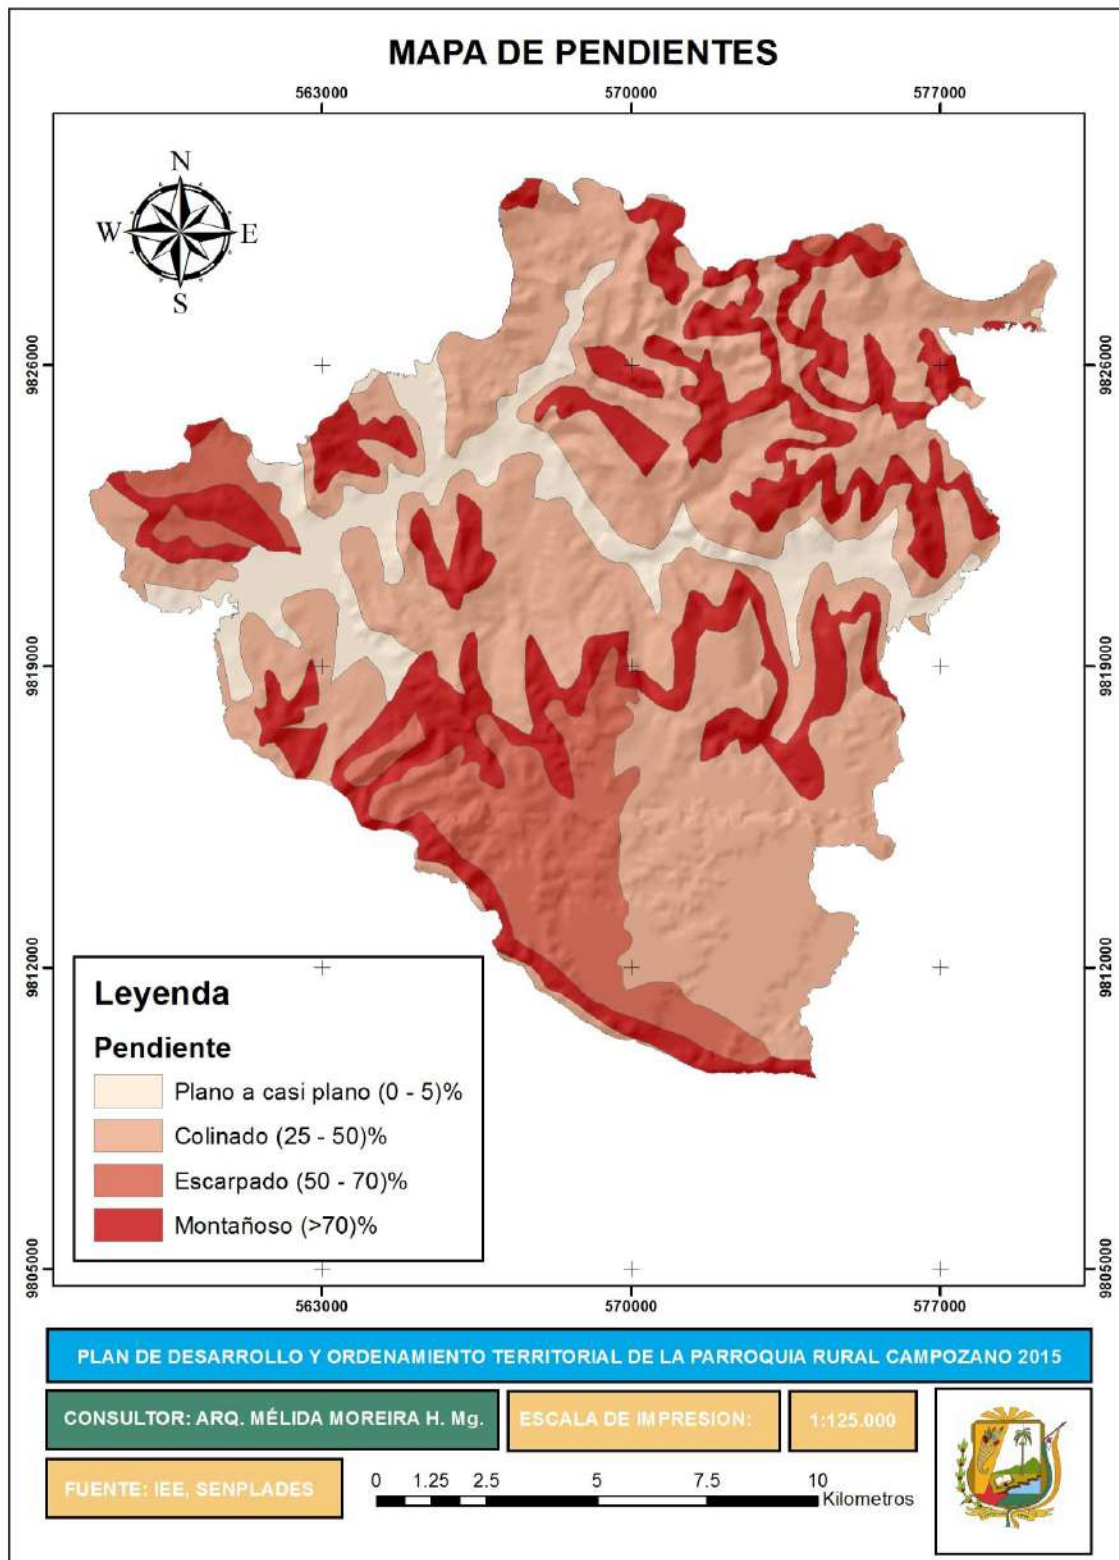 MAPA DE PENDIENTES
563000 570000 577000
N
W E
S
9826000 9826000
9819000 9819000
9812000 9812000
9805000 9805000
Leyenda
Pendiente
Plano a casi plano (0 - 5)%
Colinado (25 - 50)%
Escarpado (50 - 70)%
Montañoso (>70)%
563000 570000 577000
PLAN DE DESARROLLO Y ORDENAMIENTO TERRITORIAL DE LA PARROQUIA RURAL CAMPOZANO 2015
CONSULTOR: ARQ. MÉLIDA MOREIRA H. Mg.
ESCALA DE IMPRESION: 1:125.000
FUENTE: IEE, SENPLADES
0 1.25 2.5 5 7.5 10
Kilometros